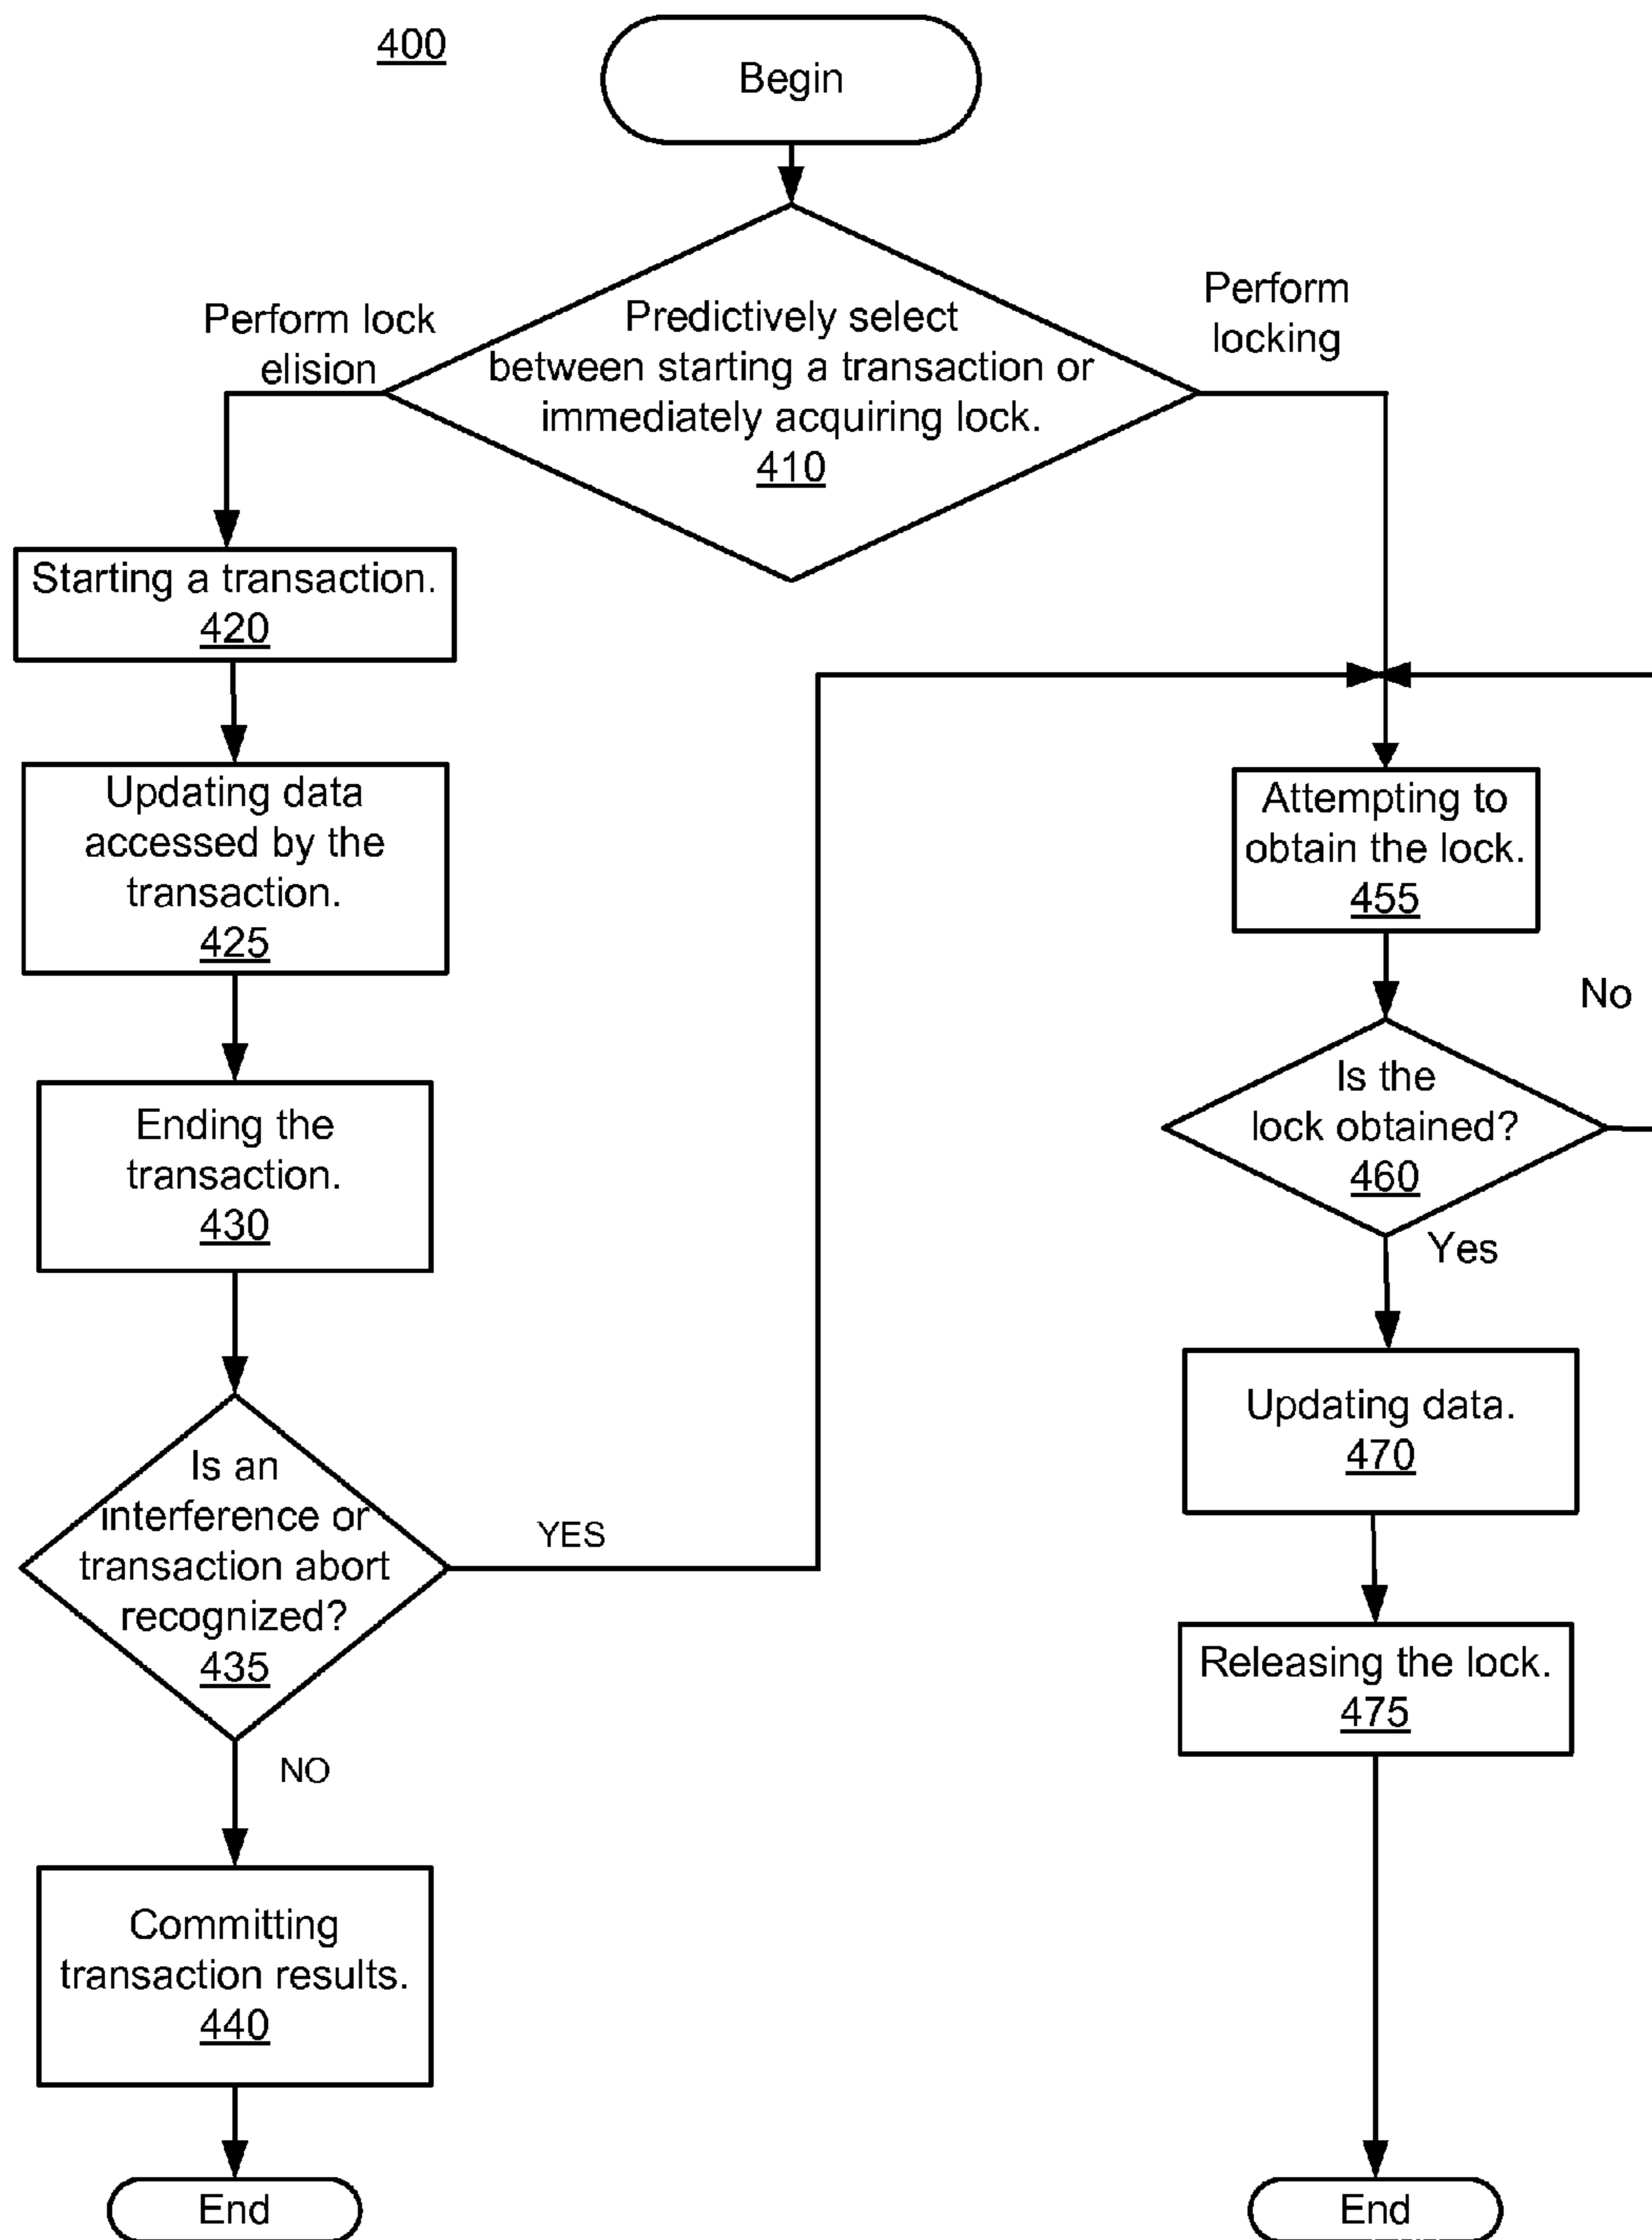 400
Begin
Perform lock
elision
Predictively select
between starting a transaction or
immediately acquiring lock.
410
Perform
locking
Starting a transaction.
420
Updating data
accessed by the
transaction.
425
Ending the
transaction.
430
Is an
interference or
transaction abort
recognized?
435
YES
NO
Committing
transaction results.
440
End
Attempting to
obtain the lock.
455
No
Is the
lock obtained?
460
Yes
Updating data.
470
Releasing the lock.
475
End